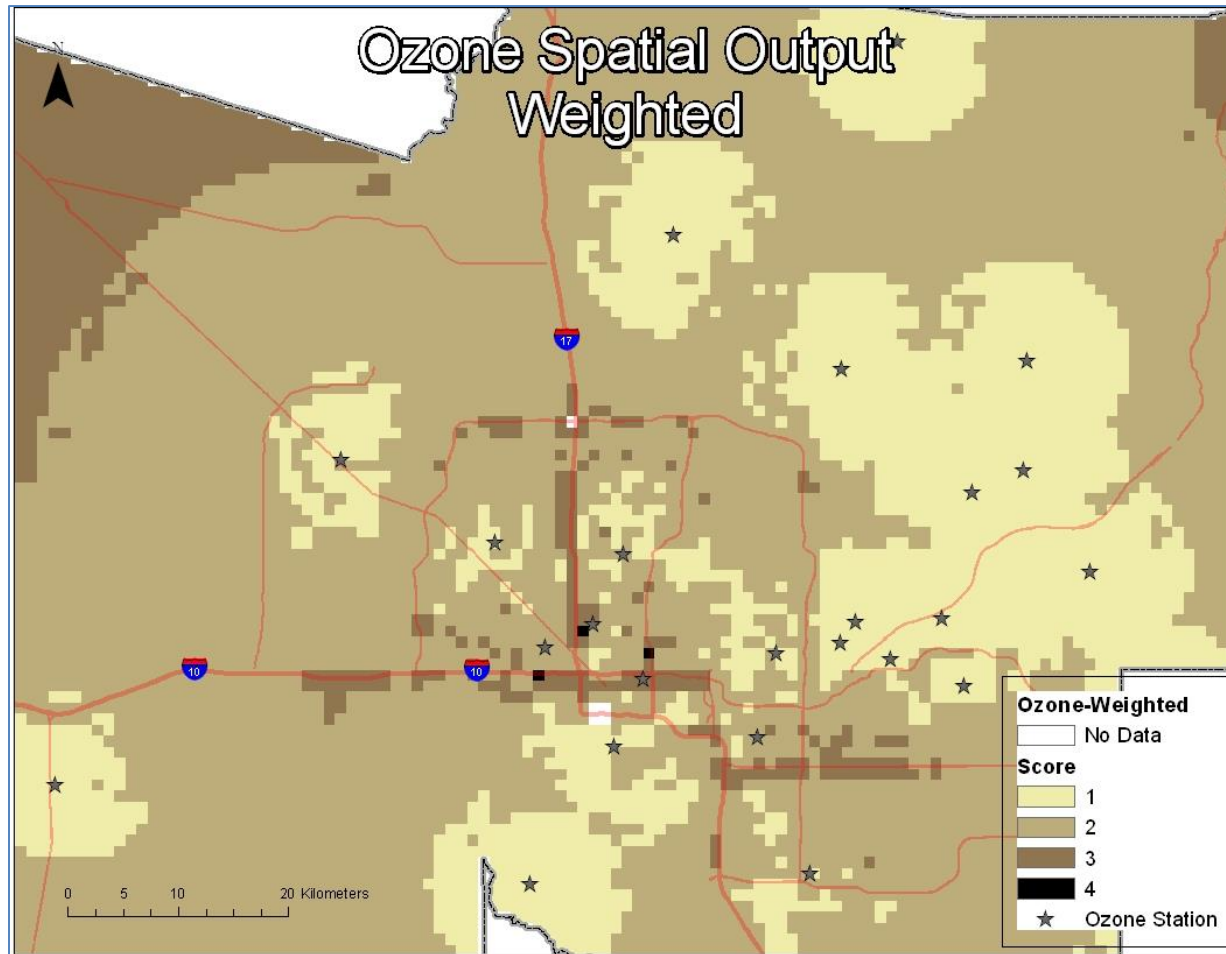 Ozone Spatial Output
Weighted
N
17
10
10
0 5 10 20 Kilometers
Ozone-Weighted
No Data
Score
1
2
3
4
Ozone Station